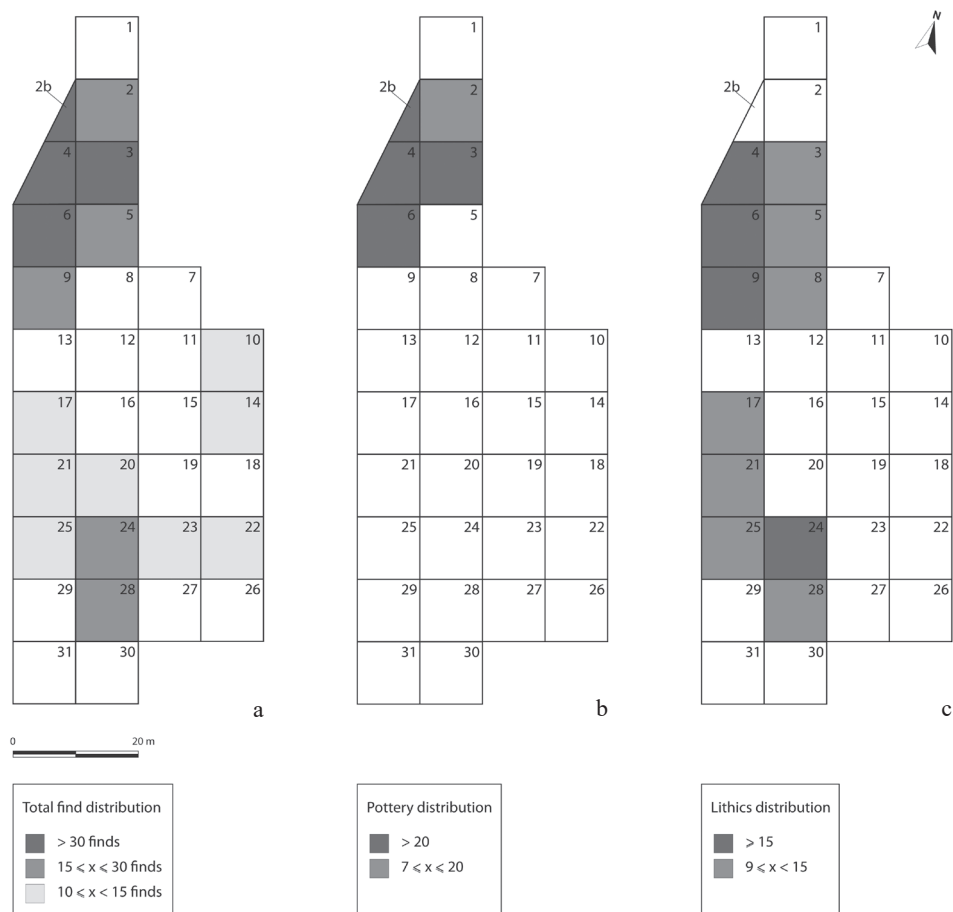 N
1
2b
2
4 3
6 5
9 8 7
13 12 11 10
17 16 15 14
21 20 19 18
25 24 23 22
29 28 27 26
31 30
a
1
2b
2
4 3
6 5
9 8 7
13 12 11 10
17 16 15 14
21 20 19 18
25 24 23 22
29 28 27 26
31 30
b
1
2b
2
4 3
6 5
9 8 7
13 12 11 10
17 16 15 14
21 20 19 18
25 24 23 22
29 28 27 26
31 30
c
0 20 m
Total find distribution
> 30 finds
15 ⩽ x ⩽ 30 finds
10 ⩽ x < 15 finds
Pottery distribution
> 20
7 ⩽ x ⩽ 20
Lithics distribution
⩾ 15
9 ⩽ x < 15